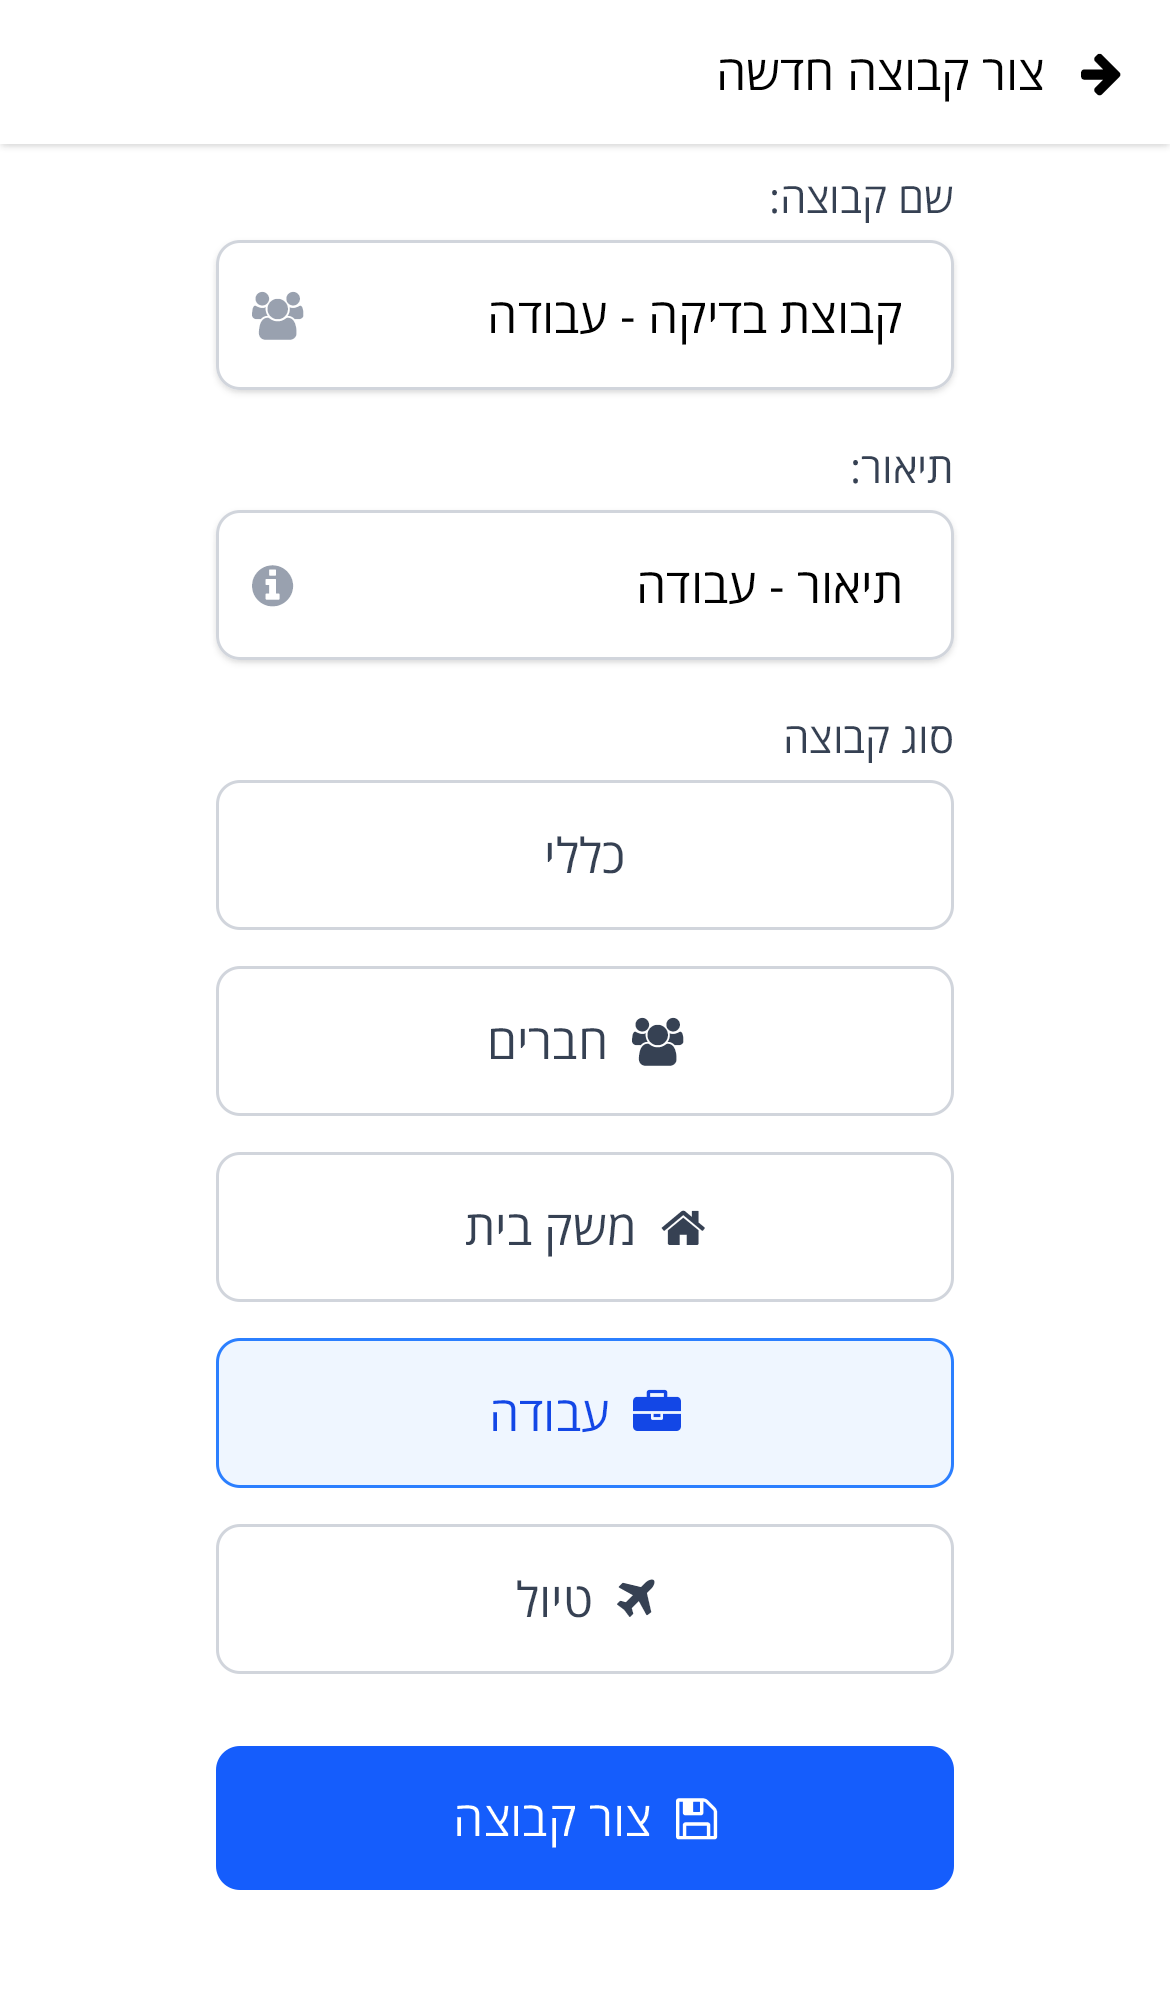 צור קבוצה חדשה
שם קבוצה:
קבוצת בדיקה - עבודה
תיאור:
תיאור - עבודה
סוג קבוצה
כללי
חברים
משק בית
עבודה
טיול
צור קבוצה